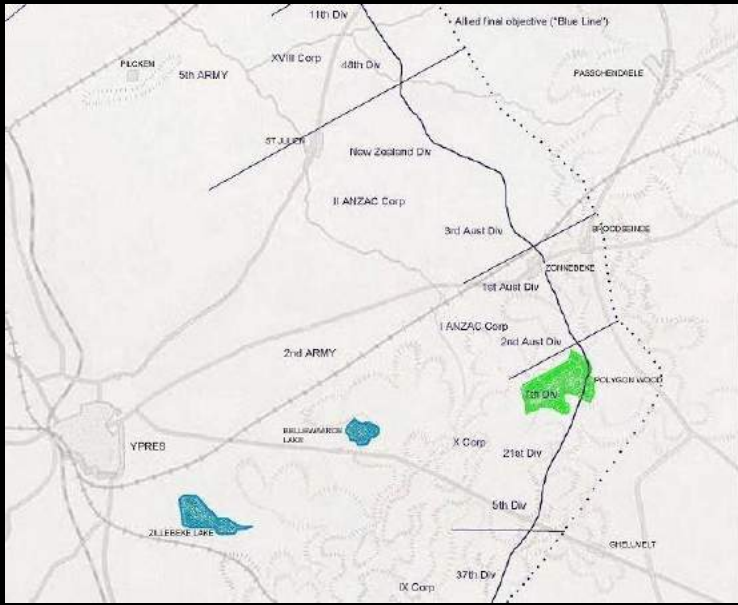 11th Div
Allied final objective ("Blue Line")
XVIII Corp
48th Div
PILCKEN
5th ARMY
PASSCHENDAELE
ST JULIEN
New Zealand Div
II ANZAC Corp
3rd Aust Div
BROODSEINDE
ZONNEBEKE
1st Aust Div
I ANZAC Corp
2nd Aust Div
2nd ARMY
POLYGON WOOD
7th Div
BELLEWAARDE
LAKE
YPRES
X Corp
21st Div
5th Div
ZILLEBEKE LAKE
GHELUVELT
37th Div
IX Corp